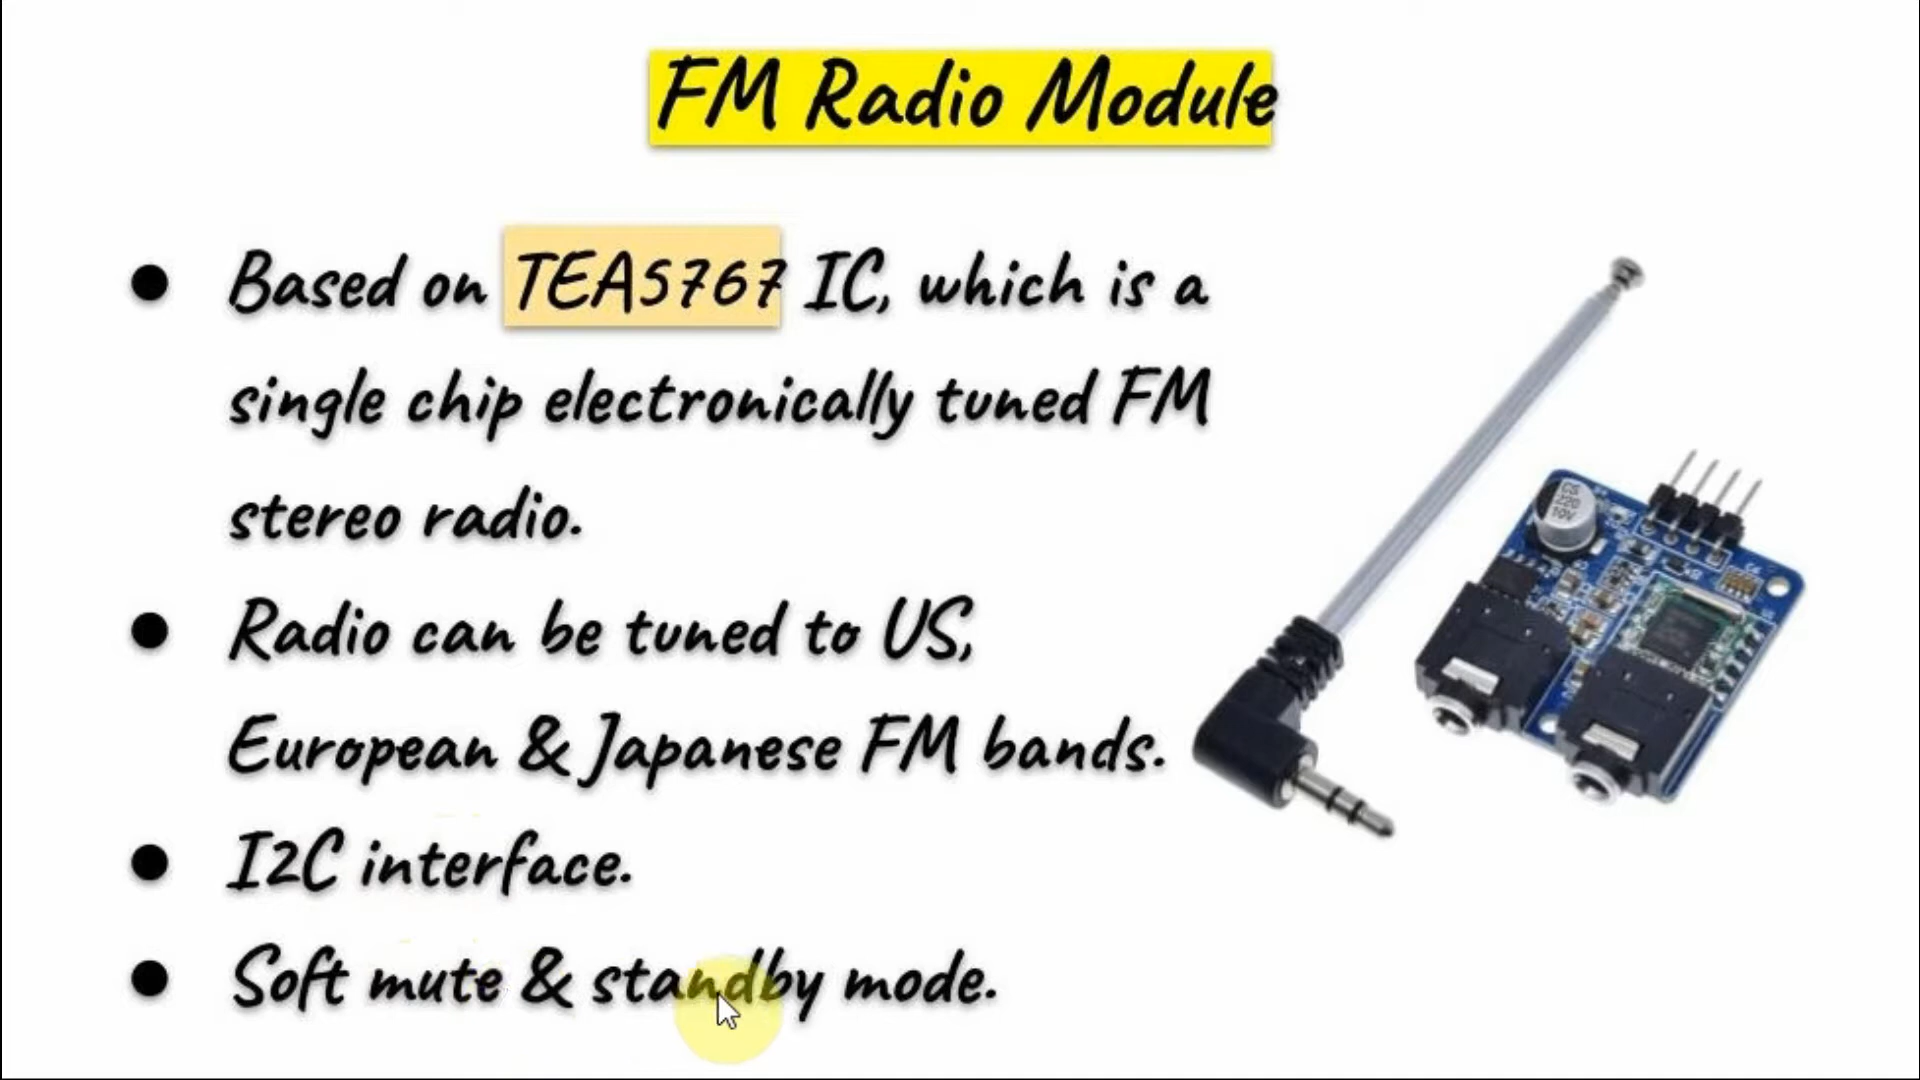 FM Radio Module
● Based on TEA5767 IC, which is a
single chip electronically tuned FM
stereo radio.
● Radio can be tuned to US,
European & Japanese FM bands.
● I2C interface.
● Soft mute & standby mode.